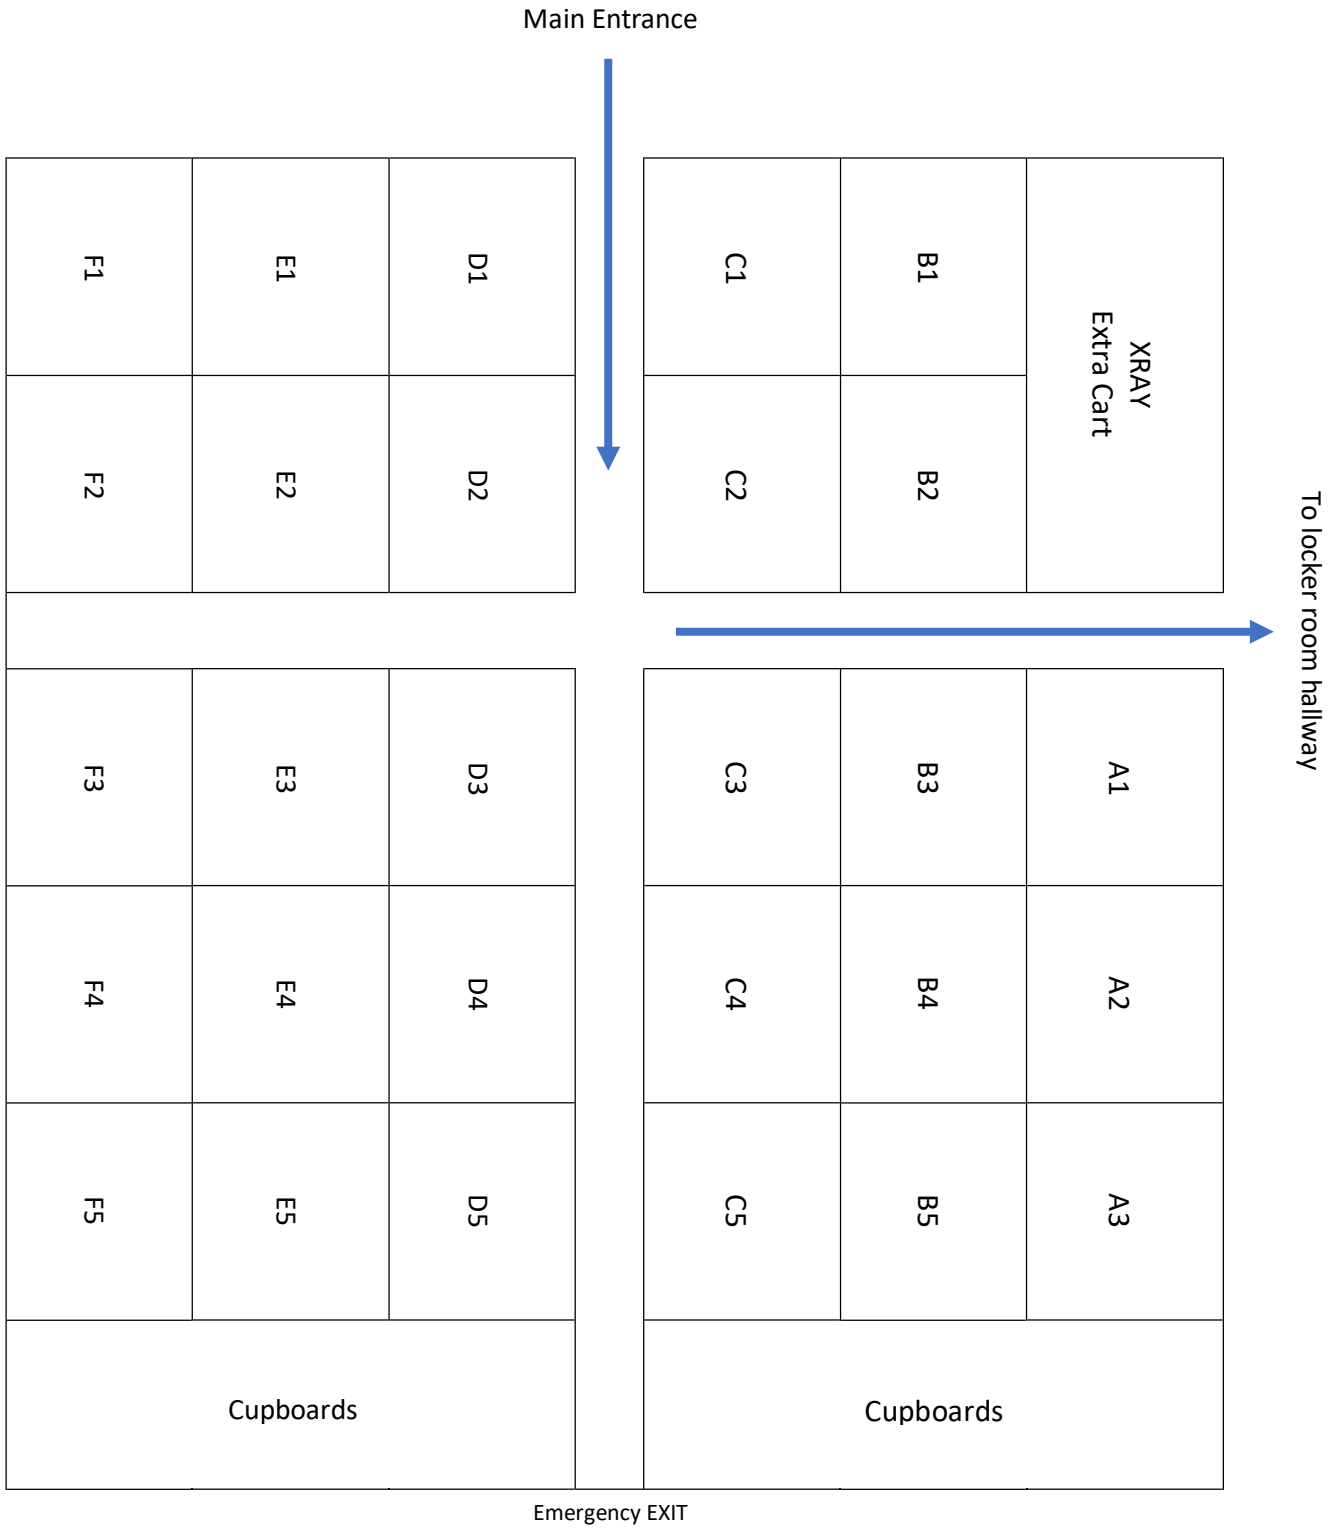 Main Entrance
F1
E1
D1
C1
B1
XRAY
Extra Cart
F2
E2
D2
C2
B2
To locker room hallway
F3
E3
D3
C3
B3
A1
F4
E4
D4
C4
B4
A2
F5
E5
D5
C5
B5
A3
Cupboards
Cupboards
Emergency EXIT